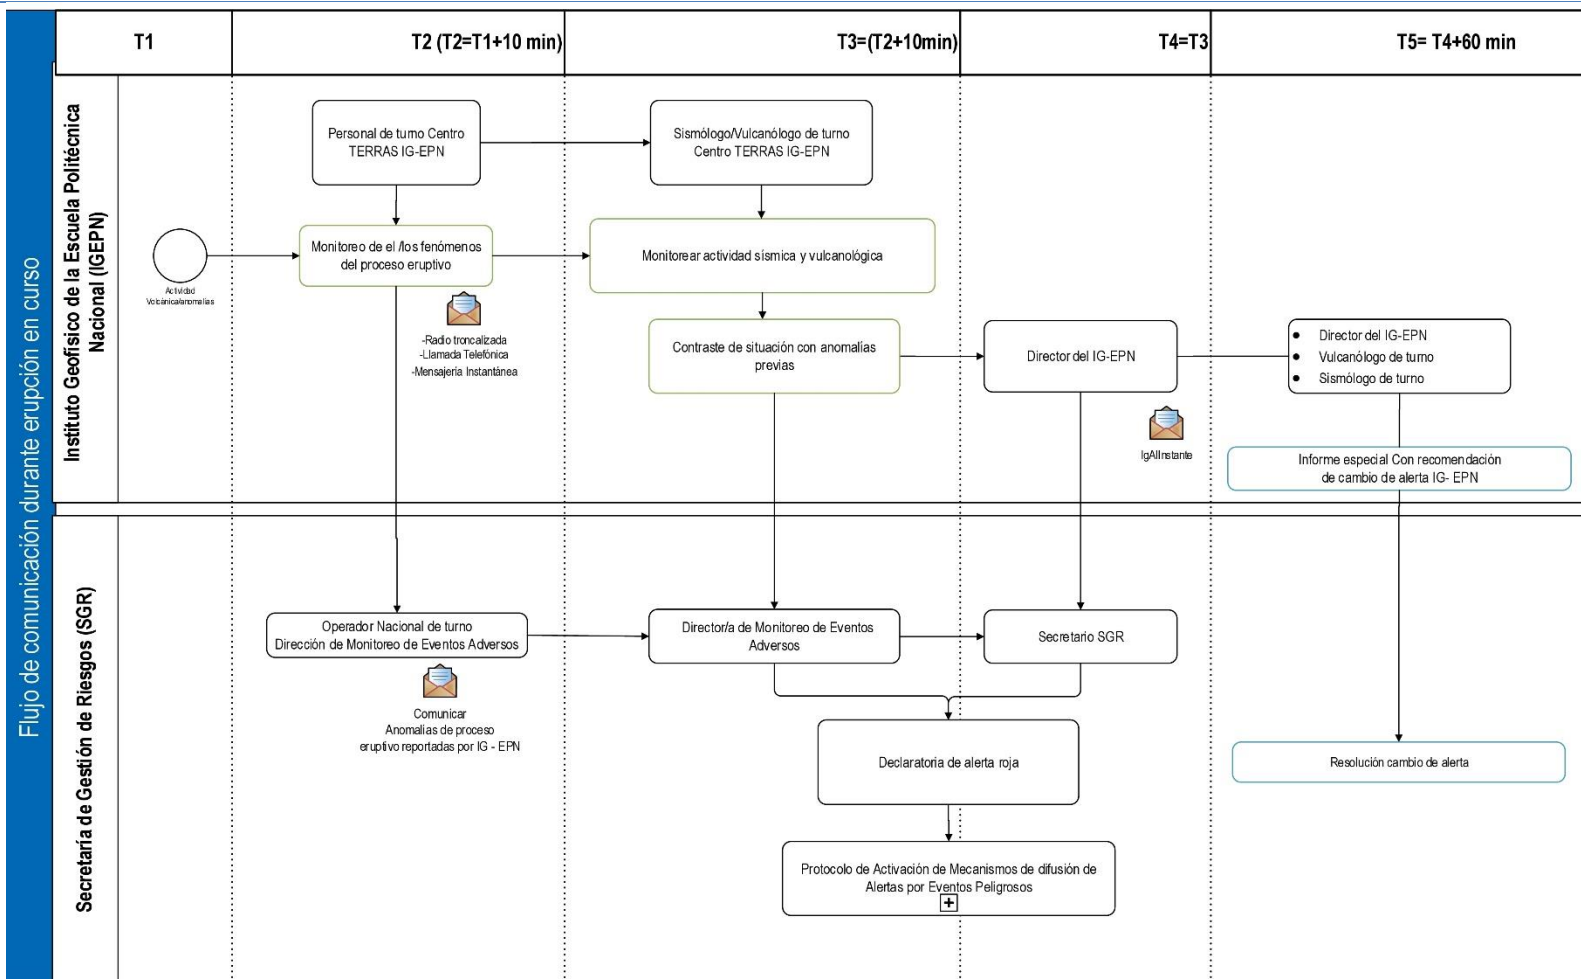 Flujo de comunicación durante erupción en curso
T1
T2 (T2=T1+10 min)
T3=(T2+10min)
T4=T3
T5= T4+60 min
Instituto Geofísico de la Escuela Politécnica
Nacional (IGEPN)
Personal de turno Centro
TERRAS IG-EPN
Sismólogo/Vulcanólogo de turno
Centro TERRAS IG-EPN
Actividad
Volcánica/anomalías
Monitoreo de el /los fenómenos
del proceso eruptivo
Monitorear actividad sísmica y vulcanológica
-Radio troncalizada
-Llamada Telefónica
-Mensajería Instantánea
Contraste de situación con anomalías
previas
Director del IG-EPN
IgAlInstante
● Director del IG-EPN
● Vulcanólogo de turno
● Sismólogo de turno
Informe especial Con recomendación
de cambio de alerta IG- EPN
Secretaría de Gestión de Riesgos (SGR)
Operador Nacional de turno
Dirección de Monitoreo de Eventos Adversos
Comunicar
Anomalías de proceso
eruptivo reportadas por IG - EPN
Director/a de Monitoreo de Eventos
Adversos
Secretario SGR
Declaratoria de alerta roja
Protocolo de Activación de Mecanismos de difusión de
Alertas por Eventos Peligrosos
Resolución cambio de alerta